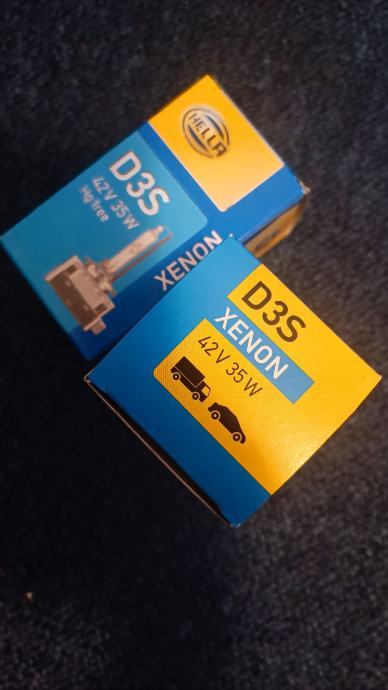 HELLA
D3S
42V 35W
Hg free
XENON
D3S
XENON
42V 35W